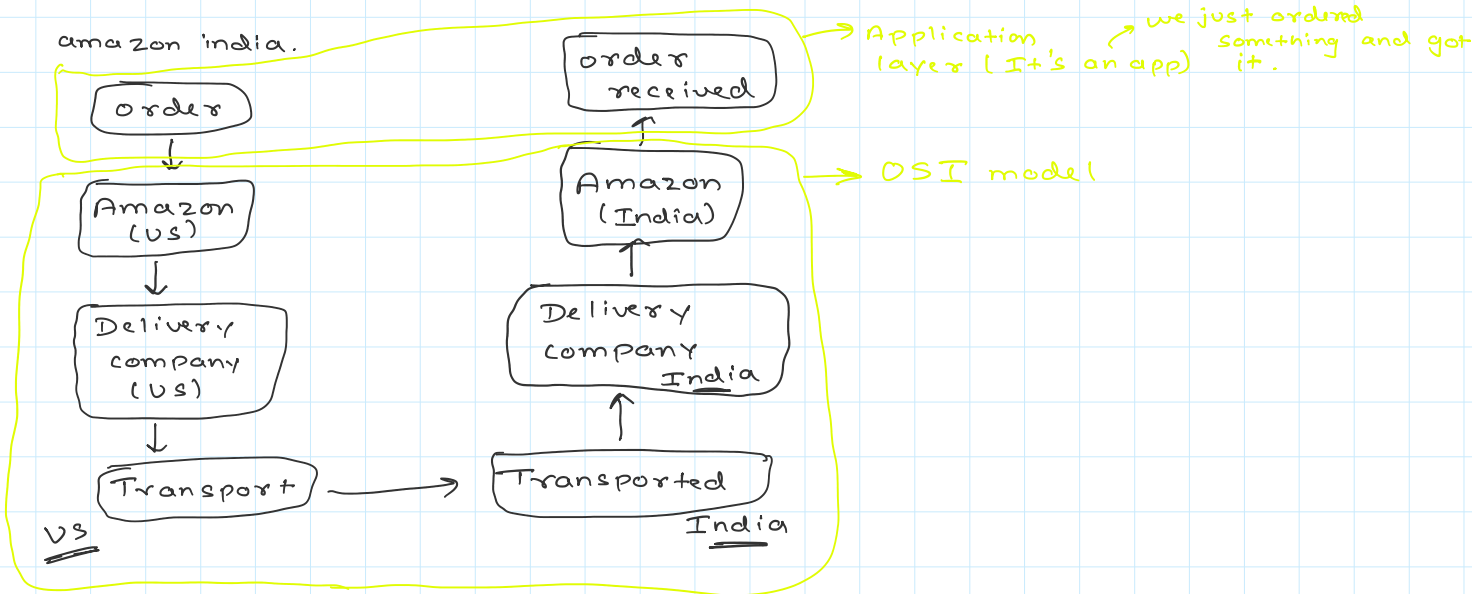 amazon india.
order
Amazon
(US)
Delivery
company
(US)
Transport
US
order
received
Amazon
(India)
Delivery
company
India
Transported
India
Application
layer (It's an app)
we just ordered
something and got
it.
OSI model